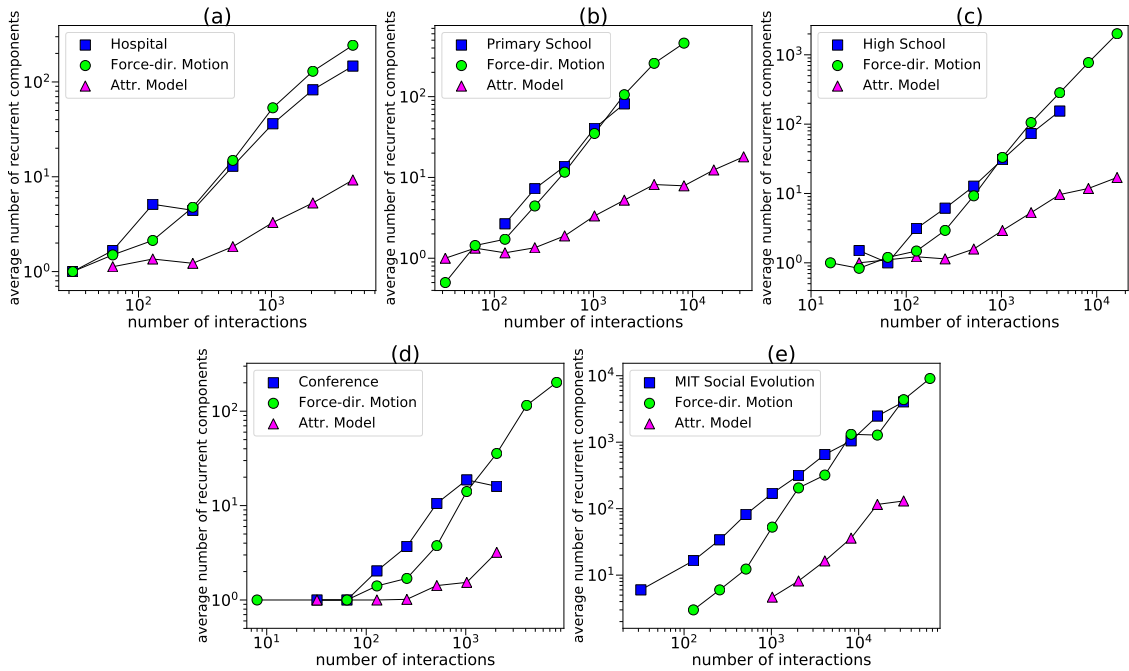 (a)
average number of recurrent components
Hospital
Force-dir. Motion
Attr. Model
10^2
10^1
10^0
10^2
10^3
number of interactions
(b)
average number of recurrent components
Primary School
Force-dir. Motion
Attr. Model
10^2
10^1
10^0
10^2
10^3
10^4
number of interactions
(c)
average number of recurrent components
High School
Force-dir. Motion
Attr. Model
10^3
10^2
10^1
10^0
10^1
10^2
10^3
10^4
number of interactions
(d)
average number of recurrent components
Conference
Force-dir. Motion
Attr. Model
10^2
10^1
10^0
10^1
10^2
10^3
number of interactions
(e)
average number of recurrent components
MIT Social Evolution
Force-dir. Motion
Attr. Model
10^4
10^3
10^2
10^1
10^2
10^3
10^4
number of interactions